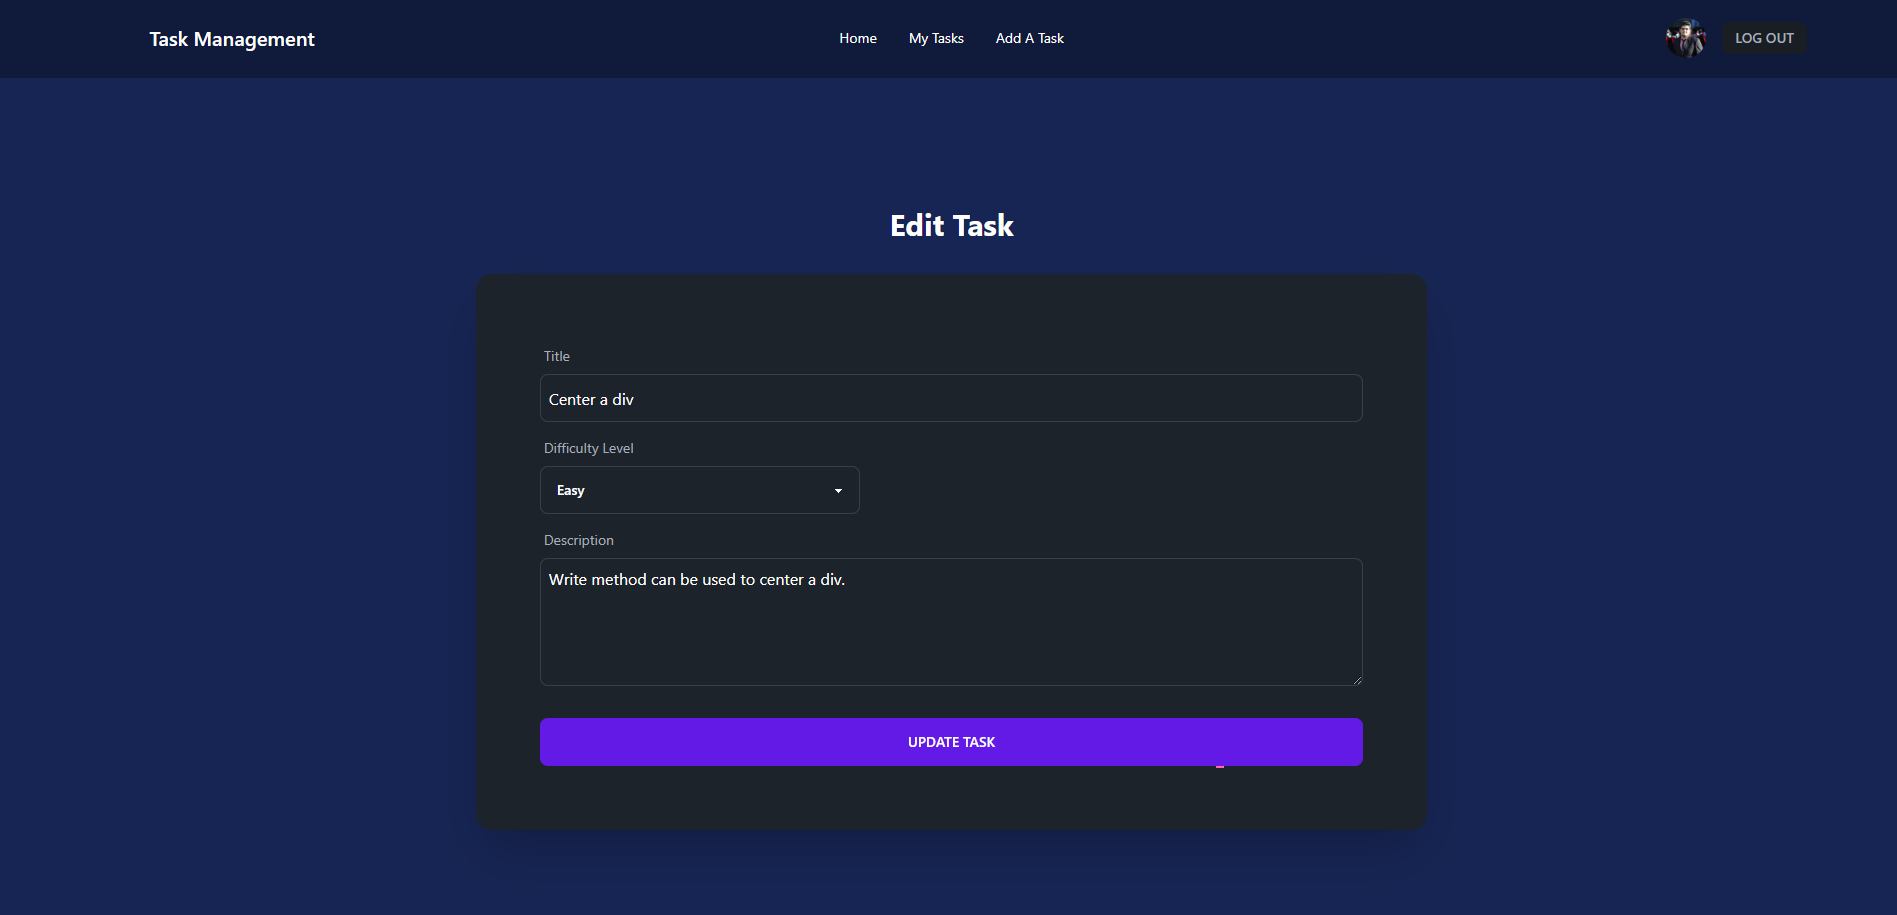 Task Management
Home
My Tasks
Add A Task
LOG OUT
Edit Task
Title
Center a div
Difficulty Level
Easy
Description
Write method can be used to center a div.
UPDATE TASK